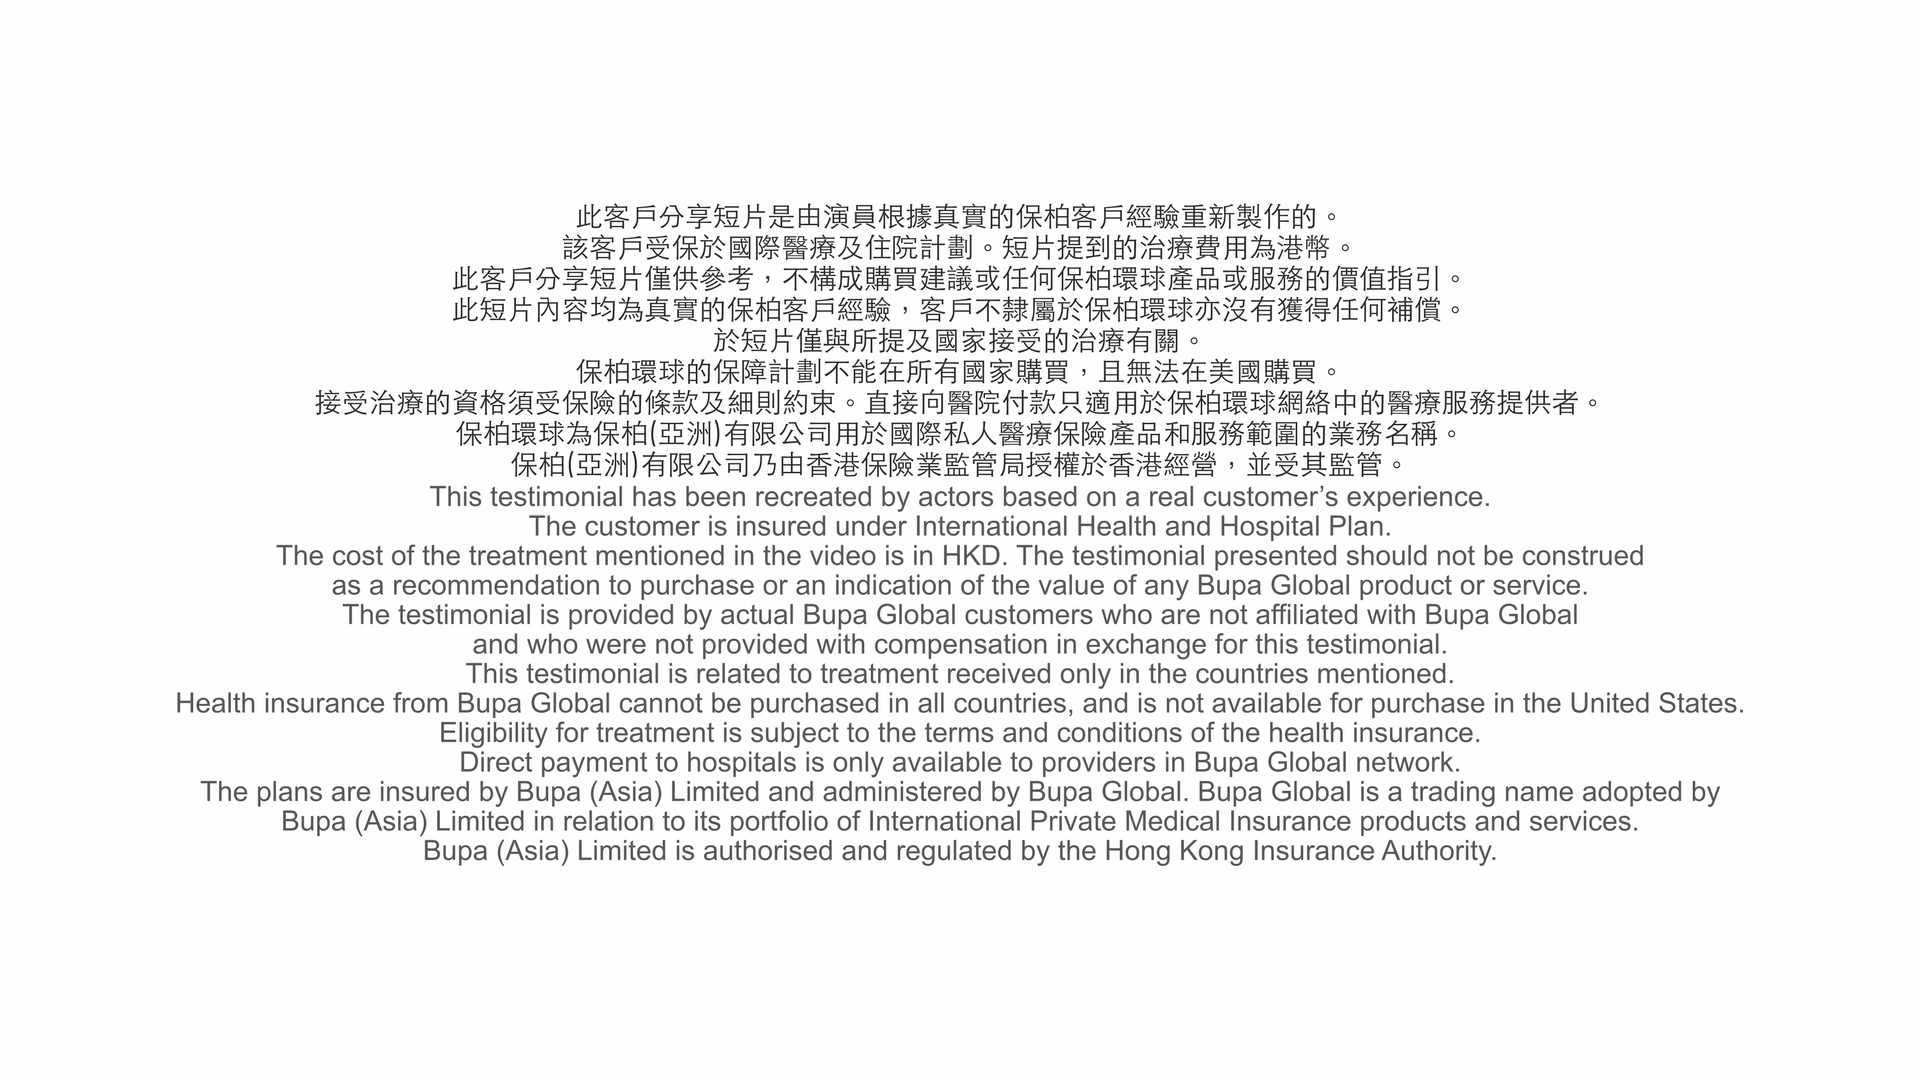 此客戶分享短片是由演員根據真實的保柏客戶經驗重新製作的。
該客戶受保於國際醫療及住院計劃。短片提到的治療費用為港幣。
此客戶分享短片僅供參考，不構成購買建議或任何保柏環球產品或服務的價值指引。
此短片內容均為真實的保柏客戶經驗，客戶不隸屬於保柏環球亦沒有獲得任何補償。
於短片僅與所提及國家接受的治療有關。
保柏環球的保障計劃不能在所有國家購買，且無法在美國購買。
接受治療的資格須受保險的條款及細則約束。直接向醫院付款只適用於保柏環球網絡中的醫療服務提供者。
保柏環球為保柏(亞洲)有限公司用於國際私人醫療保險產品和服務範圍的業務名稱。
保柏(亞洲)有限公司乃由香港保險業監管局授權於香港經營，並受其監管。
This testimonial has been recreated by actors based on a real customer’s experience.
The customer is insured under International Health and Hospital Plan.
The cost of the treatment mentioned in the video is in HKD. The testimonial presented should not be construed
as a recommendation to purchase or an indication of the value of any Bupa Global product or service.
The testimonial is provided by actual Bupa Global customers who are not affiliated with Bupa Global
and who were not provided with compensation in exchange for this testimonial.
This testimonial is related to treatment received only in the countries mentioned.
Health insurance from Bupa Global cannot be purchased in all countries, and is not available for purchase in the United States.
Eligibility for treatment is subject to the terms and conditions of the health insurance.
Direct payment to hospitals is only available to providers in Bupa Global network.
The plans are insured by Bupa (Asia) Limited and administered by Bupa Global. Bupa Global is a trading name adopted by
Bupa (Asia) Limited in relation to its portfolio of International Private Medical Insurance products and services.
Bupa (Asia) Limited is authorised and regulated by the Hong Kong Insurance Authority.